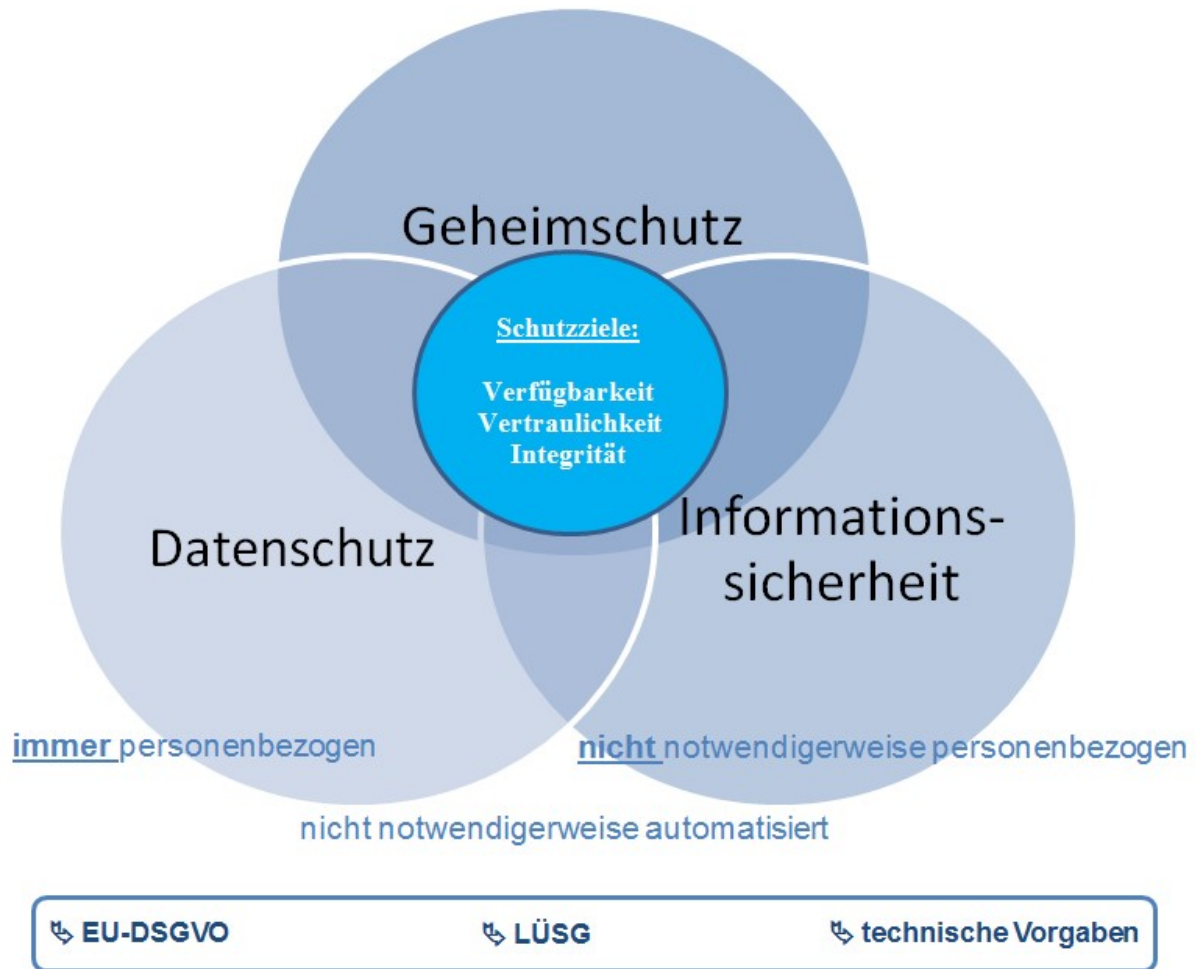 Geheimschutz
Schutzziele:
Verfügbarkeit
Vertraulichkeit
Integrität
Datenschutz
Informations-
sicherheit
immer personenbezogen
nicht notwendigerweise personenbezogen
nicht notwendigerweise automatisiert
EU-DSGVO
LÜSG
technische Vorgaben